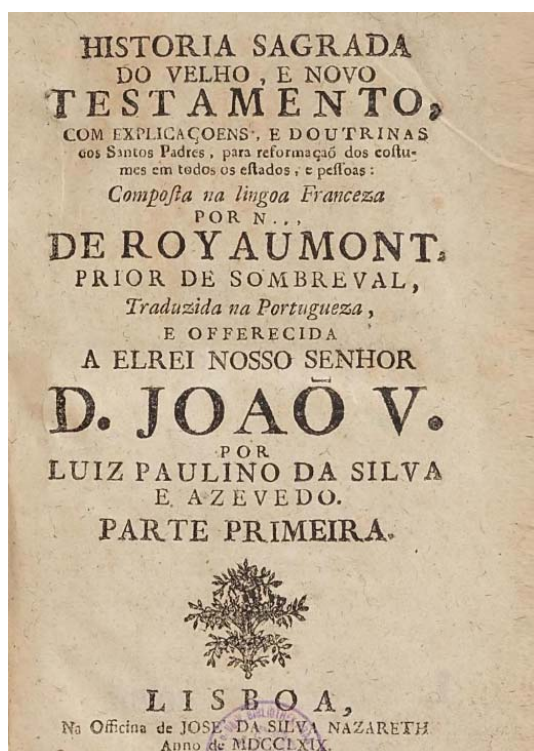 HISTORIA SAGRADA
DO VELHO, E NOVO
TESTAMENTO,
COM EXPLICAÇOENS, E DOUTRINAS
dos Santos Padres, para reformaçaõ dos coſtu-
mes em todos os eſtados, e peſſoas:
Compoſta na lingoa Franceza
POR N...
DE ROYAUMONT,
PRIOR DE SOMBREVAL,
Traduzida na Portugueza,
E OFFERECIDA
A ELREI NOSSO SENHOR
D. JOAÕ V.
POR
LUIZ PAULINO DA SILVA
E AZEVEDO.
PARTE PRIMEIRA.
LISBOA,
Na Officina de JOSE' DA SILVA NAZARETH
Anno de MDCCLXIX.